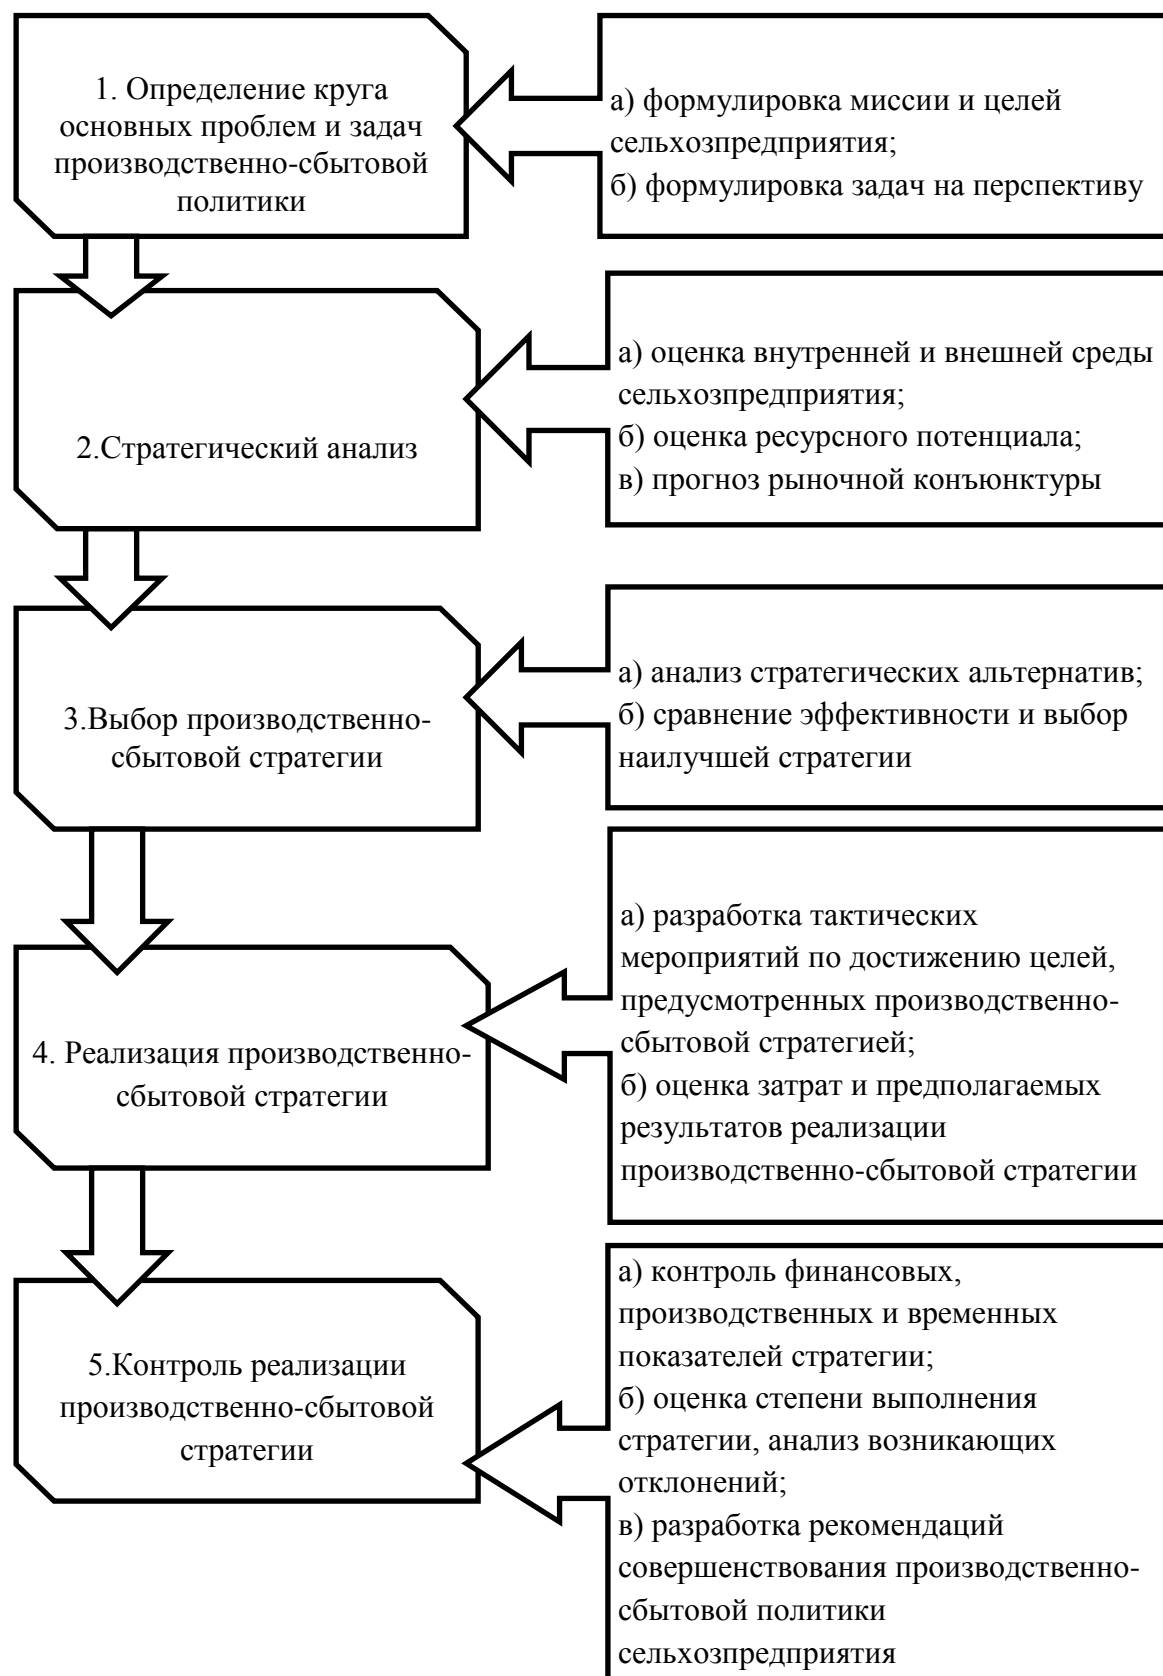 1. Определение круга
основных проблем и задач
производственно-сбытовой
политики
а) формулировка миссии и целей
сельхозпредприятия;
б) формулировка задач на перспективу
2.Стратегический анализ
а) оценка внутренней и внешней среды
сельхозпредприятия;
б) оценка ресурсного потенциала;
в) прогноз рыночной конъюнктуры
3.Выбор производственно-
сбытовой стратегии
а) анализ стратегических альтернатив;
б) сравнение эффективности и выбор
наилучшей стратегии
4. Реализация производственно-
сбытовой стратегии
а) разработка тактических
мероприятий по достижению целей,
предусмотренных производственно-
сбытовой стратегией;
б) оценка затрат и предполагаемых
результатов реализации
производственно-сбытовой стратегии
5.Контроль реализации
производственно-сбытовой
стратегии
а) контроль финансовых,
производственных и временных
показателей стратегии;
б) оценка степени выполнения
стратегии, анализ возникающих
отклонений;
в) разработка рекомендаций
совершенствования производственно-
сбытовой политики
сельхозпредприятия